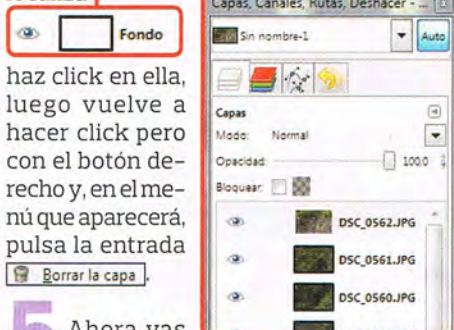 Fondo
haz click en ella,
luego vuelve a
hacer click pero
con el botón de-
recho y, en el me-
nú que aparecerá,
pulsa la entrada
Borrar la capa.
5 Ahora vas
Capas, Canales, Rutas, Deshacer - ...
Sin nombre-1
Auto
Capas
Modo: Normal
Opacidad: 100,0
Bloquear:
DSC_0562.JPG
DSC_0561.JPG
DSC_0560.JPG